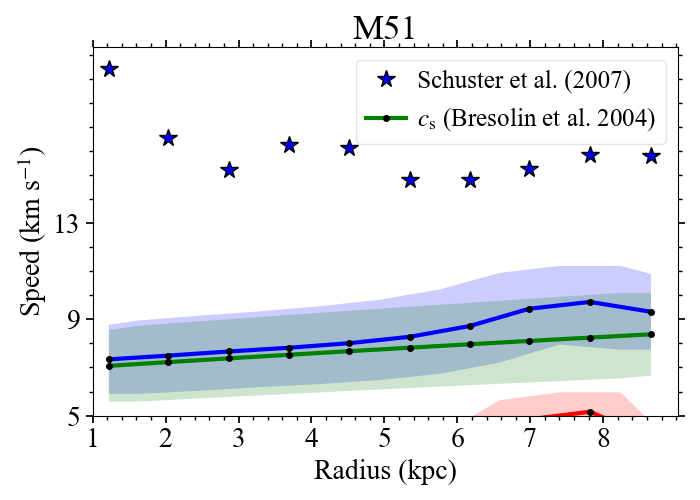 M51
Schuster et al. (2007)
c_s (Bresolin et al. 2004)
Speed (km s⁻¹)
13
9
5
1 2 3 4 5 6 7 8
Radius (kpc)